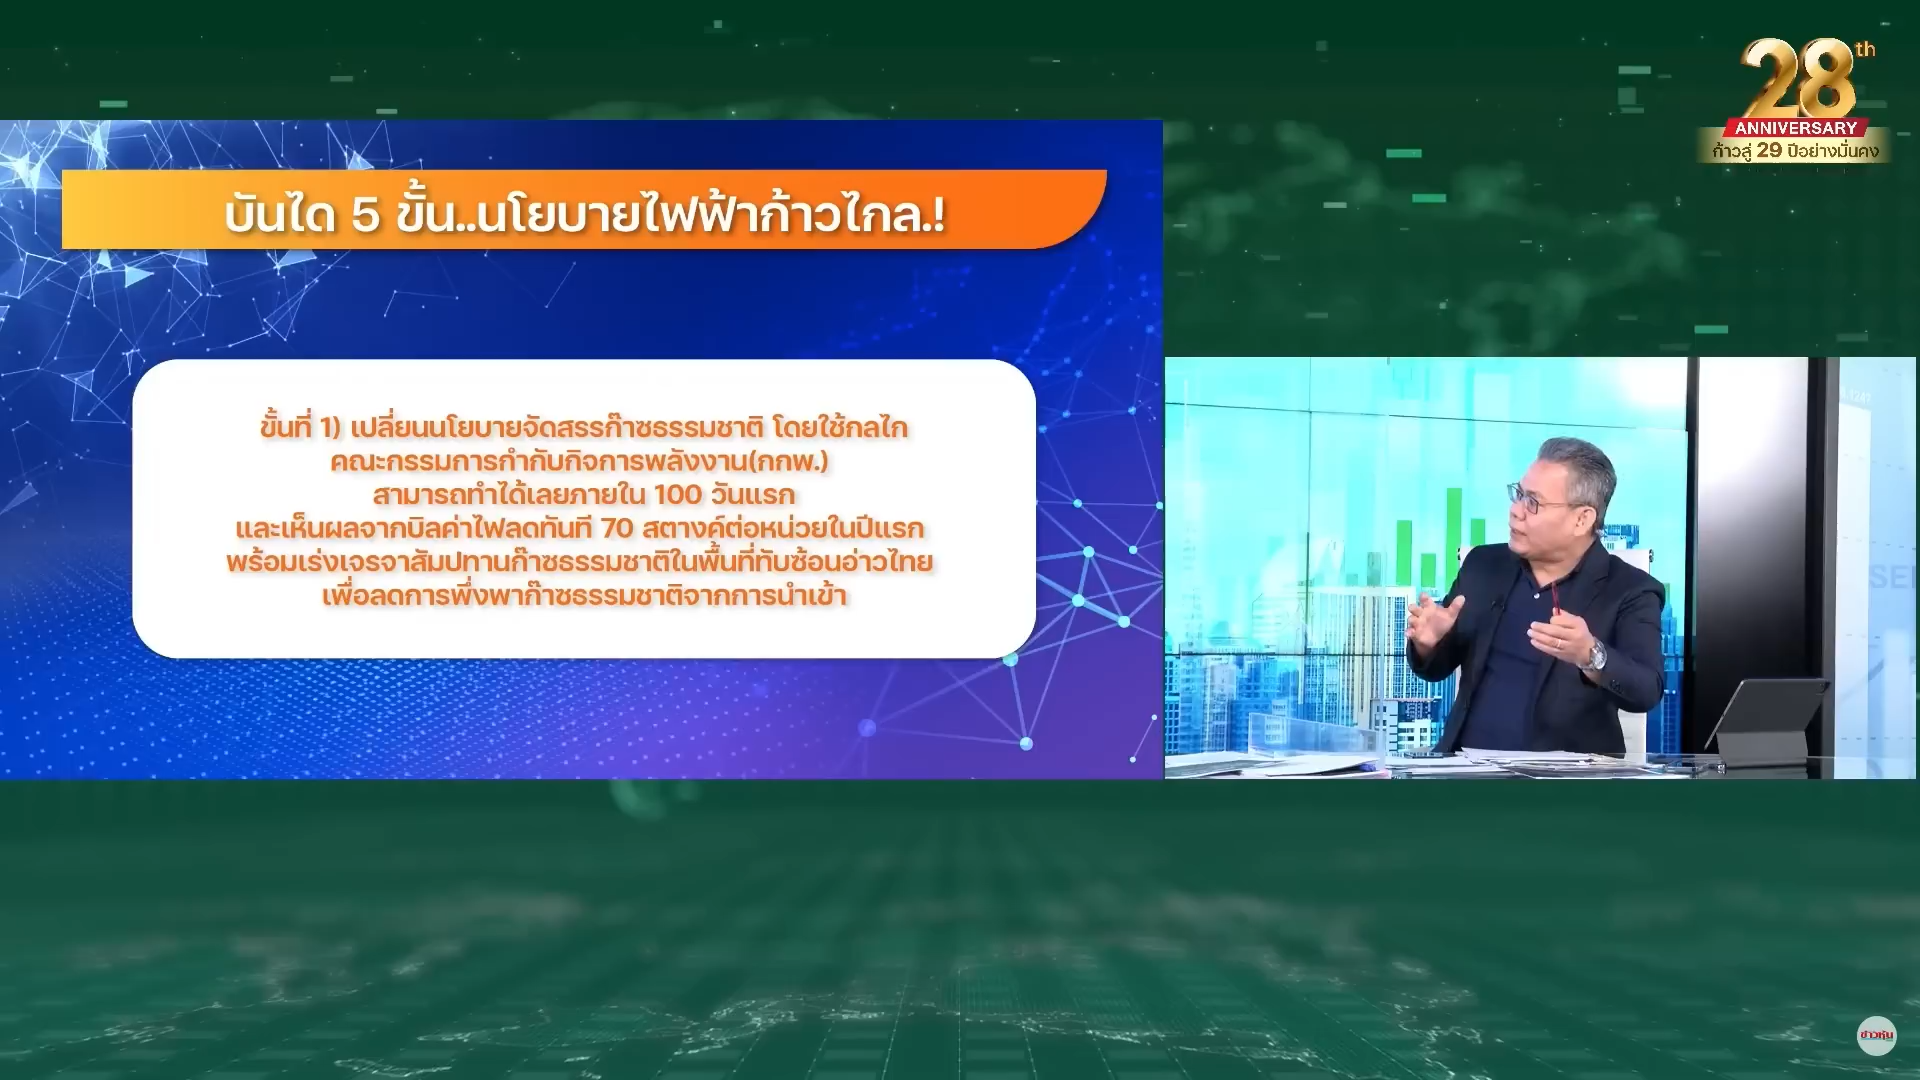 28th
ANNIVERSARY
ก้าวสู่ 29 ปีอย่างมั่นคง
บันได 5 ขั้น..นโยบายไฟฟ้าก้าวไกล.!
ขั้นที่ 1) เปลี่ยนนโยบายจัดสรรก๊าซธรรมชาติ โดยใช้กลไก
คณะกรรมการกำกับกิจการพลังงาน(กกพ.)
สามารถทำได้เลยภายใน 100 วันแรก
และเห็นผลจากบิลค่าไฟลดทันที 70 สตางค์ต่อหน่วยในปีแรก
พร้อมเร่งเจรจาสัมปทานก๊าซธรรมชาติในพื้นที่ทับซ้อนอ่าวไทย
เพื่อลดการพึ่งพาก๊าซธรรมชาติจากการนำเข้า
ข่าวหุ้น